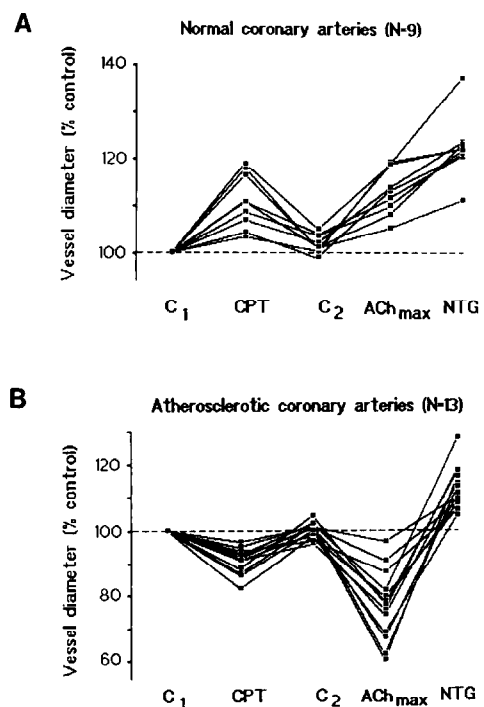 A
Normal coronary arteries (N=9)
Vessel diameter (% control)
140
120
100
C1 CPT C2 AChmax NTG
B
Atherosclerotic coronary arteries (N=13)
Vessel diameter (% control)
120
100
80
60
C1 CPT C2 AChmax NTG